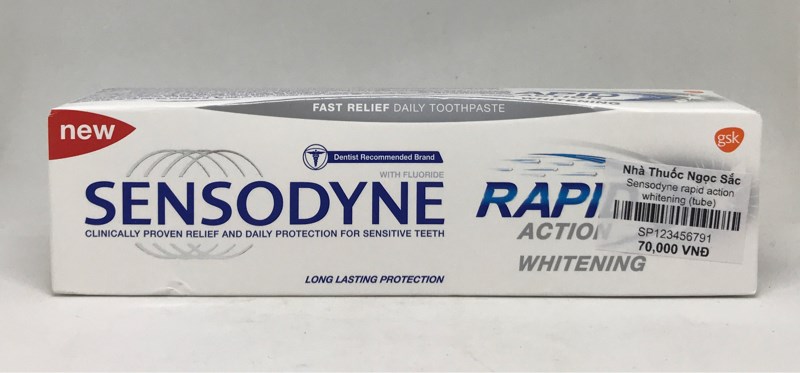 FAST RELIEF DAILY TOOTHPASTE
WHITENING
new
gsk
Dentist Recommended Brand
WITH FLUORIDE
SENSODYNE
CLINICALLY PROVEN RELIEF AND DAILY PROTECTION FOR SENSITIVE TEETH
LONG LASTING PROTECTION
RAPI
ACTION
WHITENING
Nhà Thuốc Ngọc Sắc
Sensodyne rapid action
whitening (tube)
SP123456791
70,000 VNĐ